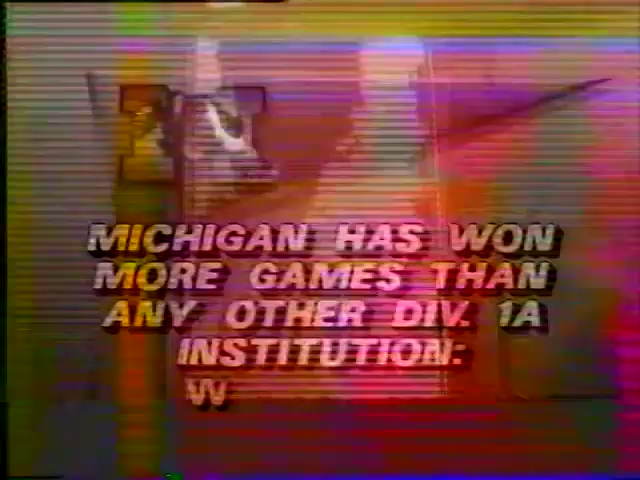 MICHIGAN HAS WON
MORE GAMES THAN
ANY OTHER DIV. 1A
INSTITUTION:
W